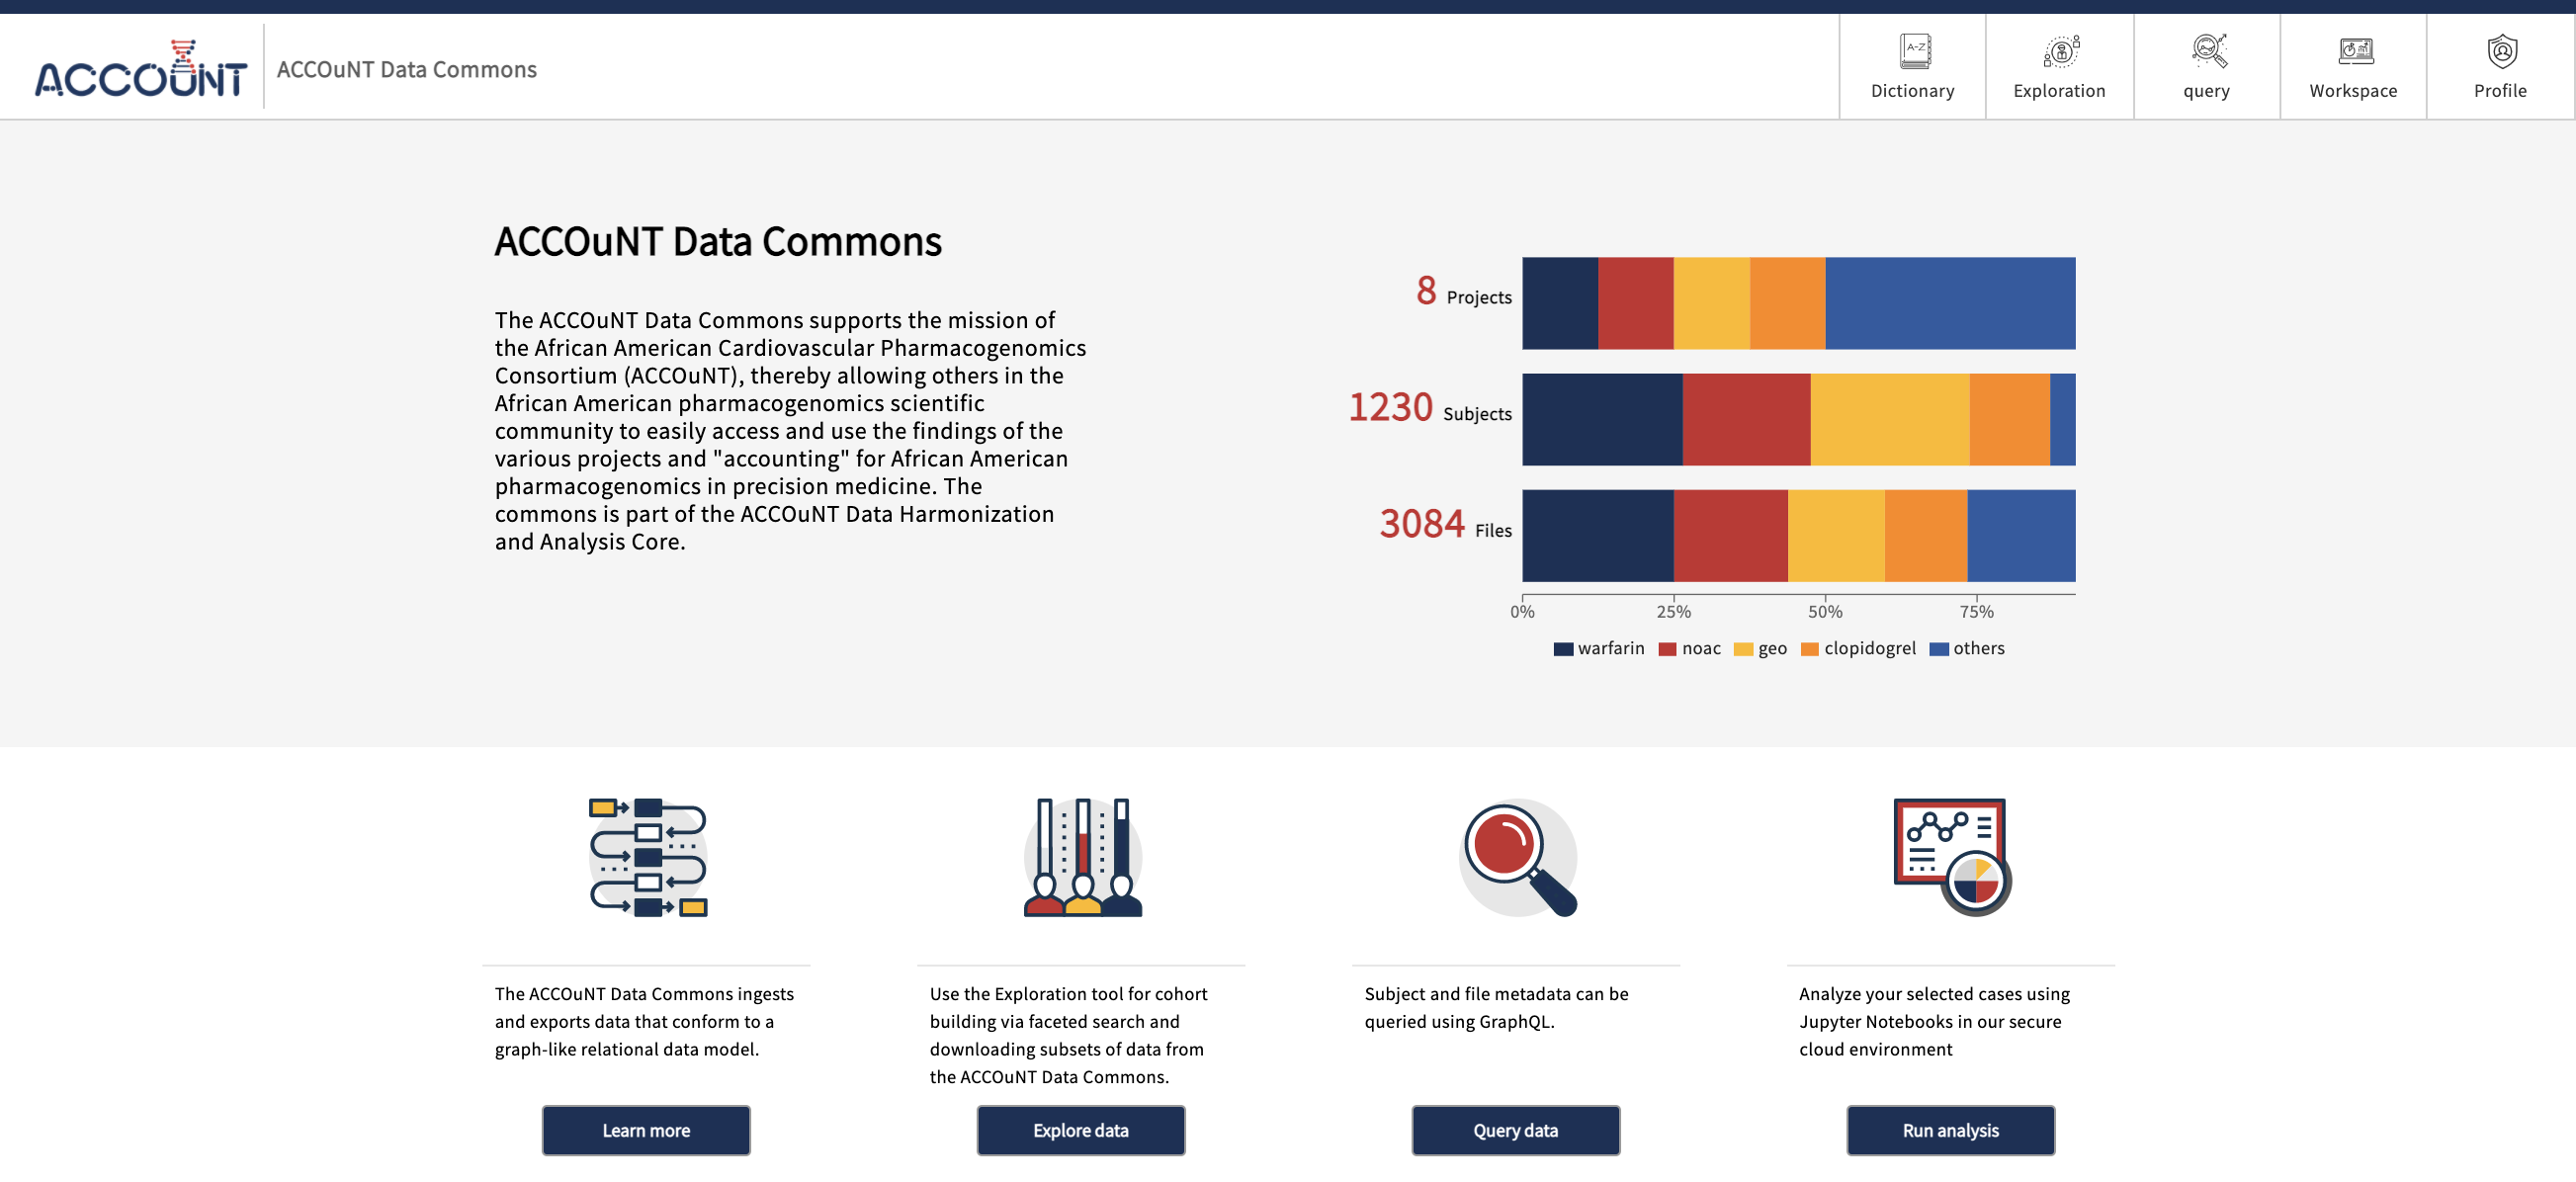 ACCOuNT
ACCOuNT Data Commons
A-Z
Dictionary
Exploration
query
Workspace
Profile
ACCOuNT Data Commons
The ACCOuNT Data Commons supports the mission of
the African American Cardiovascular Pharmacogenomics
Consortium (ACCOuNT), thereby allowing others in the
African American pharmacogenomics scientific
community to easily access and use the findings of the
various projects and "accounting" for African American
pharmacogenomics in precision medicine. The
commons is part of the ACCOuNT Data Harmonization
and Analysis Core.
8 Projects
1230 Subjects
3084 Files
0% 25% 50% 75%
warfarin noac geo clopidogrel others
The ACCOuNT Data Commons ingests
and exports data that conform to a
graph-like relational data model.
Learn more
Use the Exploration tool for cohort
building via faceted search and
downloading subsets of data from
the ACCOuNT Data Commons.
Explore data
Subject and file metadata can be
queried using GraphQL.
Query data
Analyze your selected cases using
Jupyter Notebooks in our secure
cloud environment
Run analysis